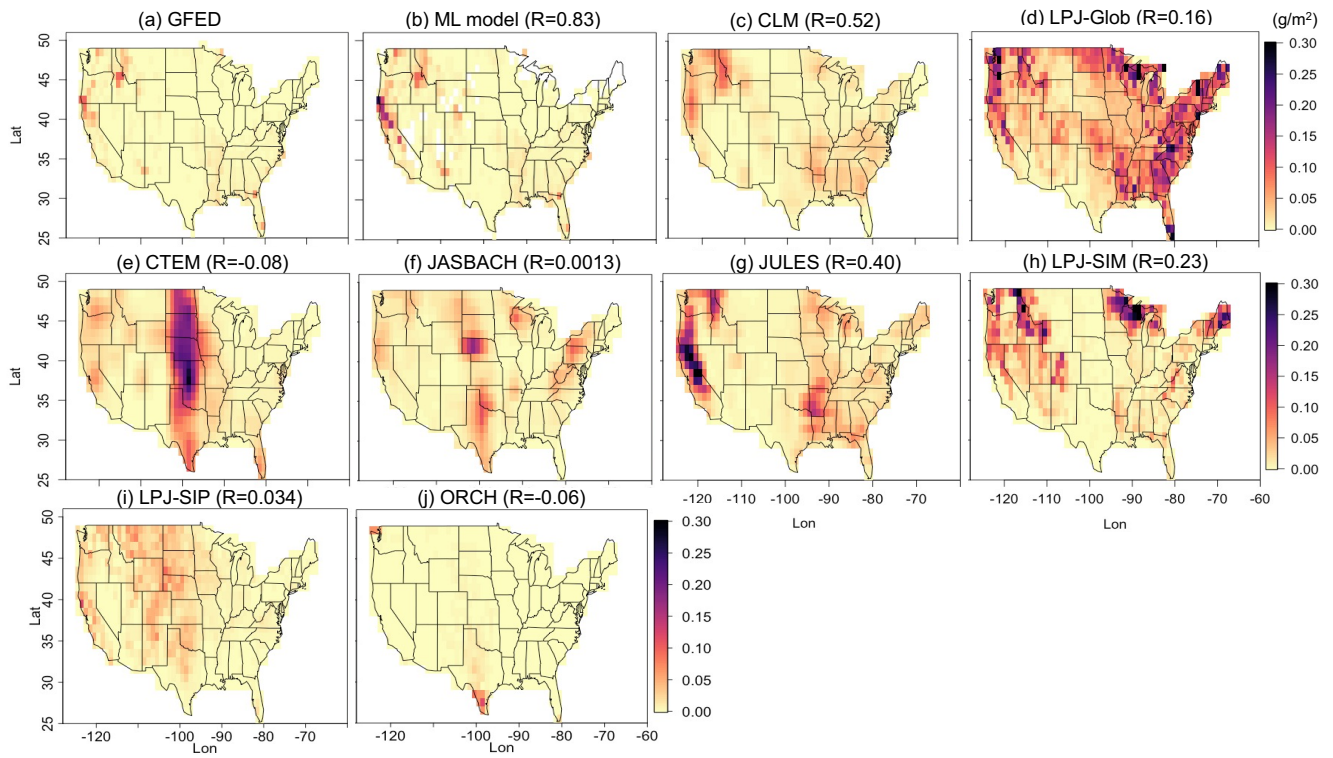 (a) GFED
(b) ML model (R=0.83)
(c) CLM (R=0.52)
(d) LPJ-Glob (R=0.16)
(g/m²)
50
45
40
35
30
25
Lat
0.30
0.25
0.20
0.15
0.10
0.05
0.00
(e) CTEM (R=-0.08)
(f) JASBACH (R=0.0013)
(g) JULES (R=0.40)
(h) LPJ-SIM (R=0.23)
50
45
40
35
30
25
Lat
0.30
0.25
0.20
0.15
0.10
0.05
0.00
-120 -110 -100 -90 -80 -70
Lon
-120 -110 -100 -90 -80 -70 -60
Lon
(i) LPJ-SIP (R=0.034)
(j) ORCH (R=-0.06)
50
45
40
35
30
25
Lat
0.30
0.25
0.20
0.15
0.10
0.05
0.00
-120 -100 -90 -80 -70
Lon
-120 -110 -100 -90 -80 -70 -60